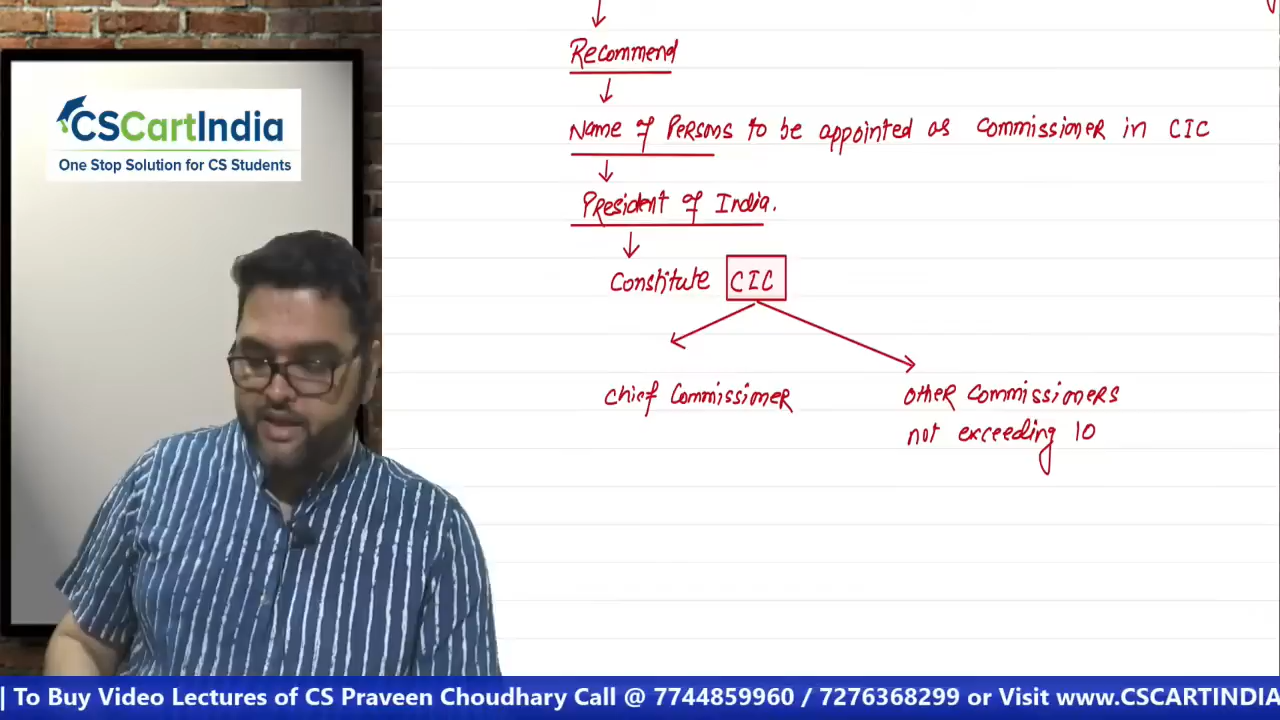 CSCartIndia
One Stop Solution for CS Students
Recommend
Name of Persons to be appointed as Commissioner in CIC
President of India.
Constitute CIC
Chief Commissioner
other commissioners
not exceeding 10
| To Buy Video Lectures of CS Praveen Choudhary Call @ 7744859960 / 7276368299 or Visit www.CSCARTINDIA